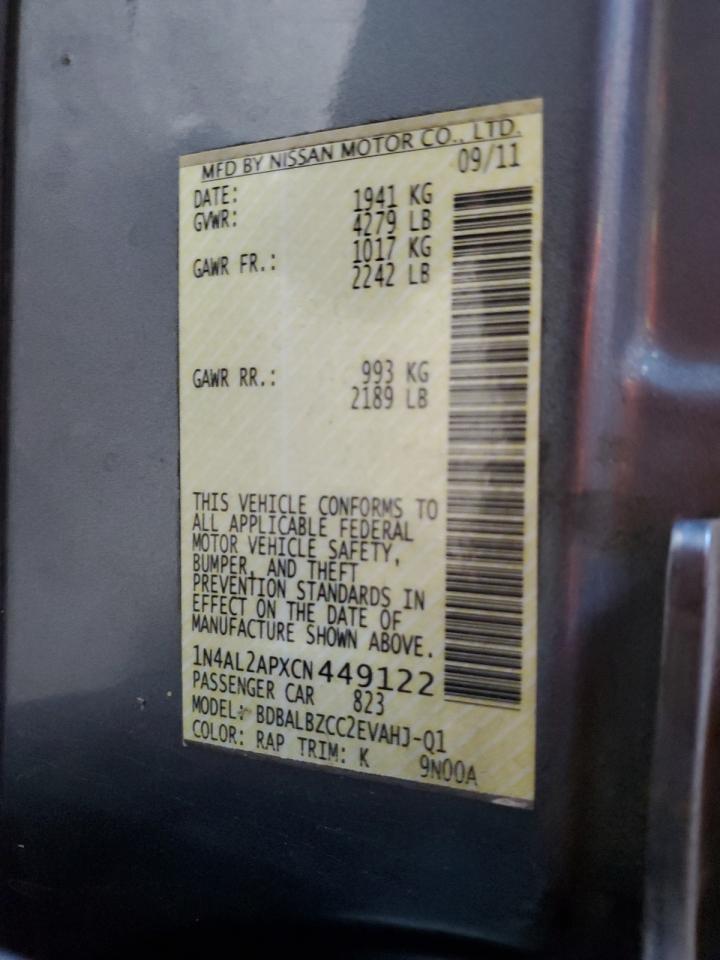 MFD BY NISSAN MOTOR CO., LTD.
DATE: 09/11
GVWR: 1941 KG
4279 LB
GAWR FR.: 1017 KG
2242 LB
GAWR RR.: 993 KG
2189 LB
THIS VEHICLE CONFORMS TO
ALL APPLICABLE FEDERAL
MOTOR VEHICLE SAFETY,
BUMPER, AND THEFT
PREVENTION STANDARDS IN
EFFECT ON THE DATE OF
MANUFACTURE SHOWN ABOVE.
1N4AL2APXCN449122
PASSENGER CAR 823
MODEL: BDBALBZCC2EVAHJ-Q1
COLOR: RAP TRIM: K 9N00A